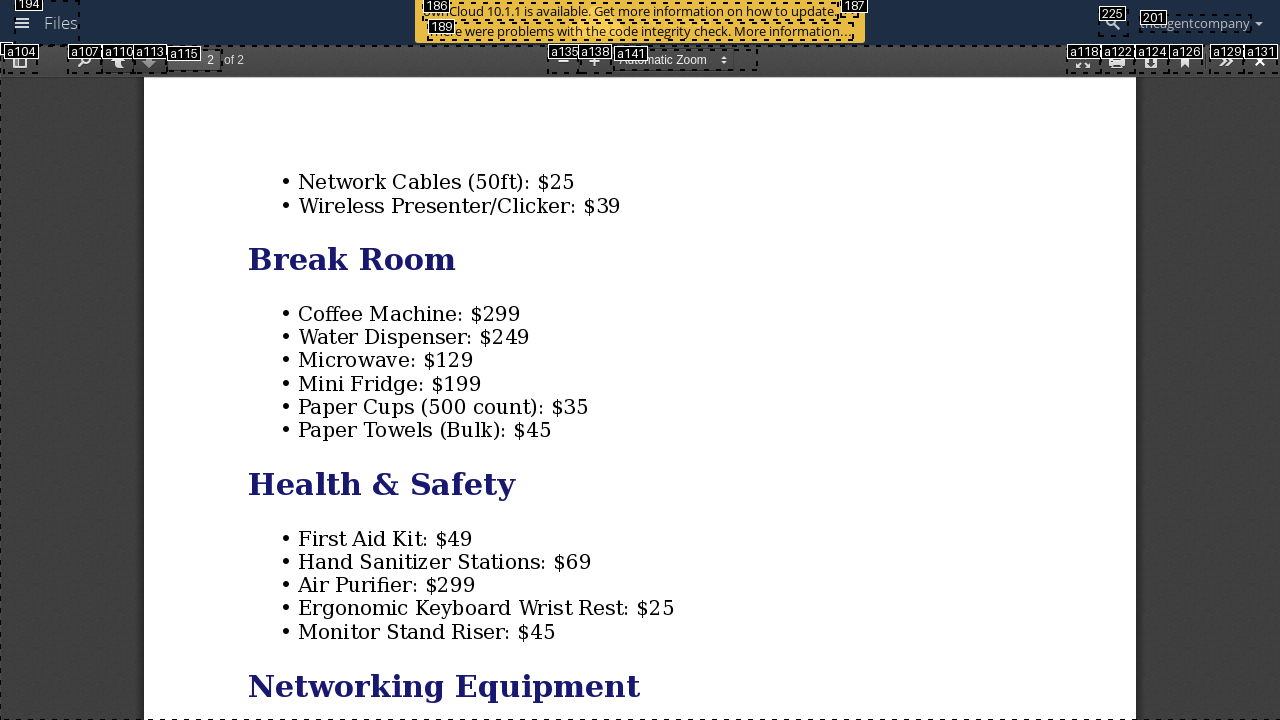 194
Files
186
ownCloud 10.1.1 is available. Get more information on how to update.
187
189
There were problems with the code integrity check. More information…
225
201
agentcompany
a104
a107
a110
a113
a115
2
of 2
a135
a138
a141
Automatic Zoom
a118
a122
a124
a126
a129
a131
• Network Cables (50ft): $25
• Wireless Presenter/Clicker: $39
Break Room
• Coffee Machine: $299
• Water Dispenser: $249
• Microwave: $129
• Mini Fridge: $199
• Paper Cups (500 count): $35
• Paper Towels (Bulk): $45
Health & Safety
• First Aid Kit: $49
• Hand Sanitizer Stations: $69
• Air Purifier: $299
• Ergonomic Keyboard Wrist Rest: $25
• Monitor Stand Riser: $45
Networking Equipment